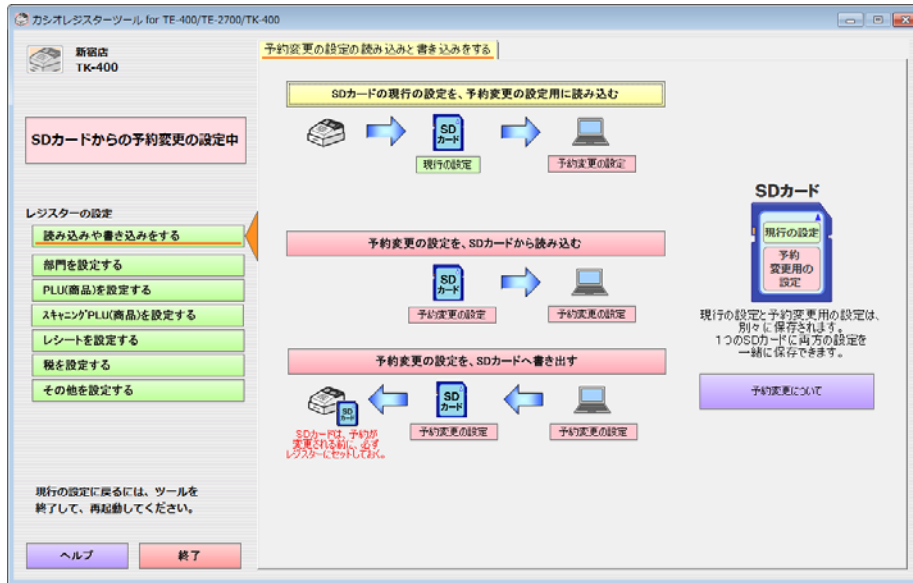 カシオレジスターツール for TE-400/TE-2700/TK-400
新宿店
TK-400
SDカードからの予約変更の設定中
レジスターの設定
読み込みや書き込みをする
部門を設定する
PLU(商品)を設定する
ｽｷｬﾆﾝｸﾞPLU(商品)を設定する
レシートを設定する
税を設定する
その他を設定する
現行の設定に戻るには、ツールを
終了して、再起動してください。
ヘルプ
終了
予約変更の設定の読み込みと書き込みをする
SDカードの現行の設定を、予約変更の設定用に読み込む
SD
カード
現行の設定
予約変更の設定
予約変更の設定を、SDカードから読み込む
SD
カード
予約変更の設定
予約変更の設定
予約変更の設定を、SDカードへ書き出す
SD
カード
SD
カード
SDカードは、予約が
変更される前に、必ず
レジスターにセットしておく。
予約変更の設定
予約変更の設定
SDカード
現行の設定
予約
変更用の
設定
現行の設定と予約変更用の設定は、
別々に保存されます。
1つのSDカードに両方の設定を
一緒に保存できます。
予約変更について